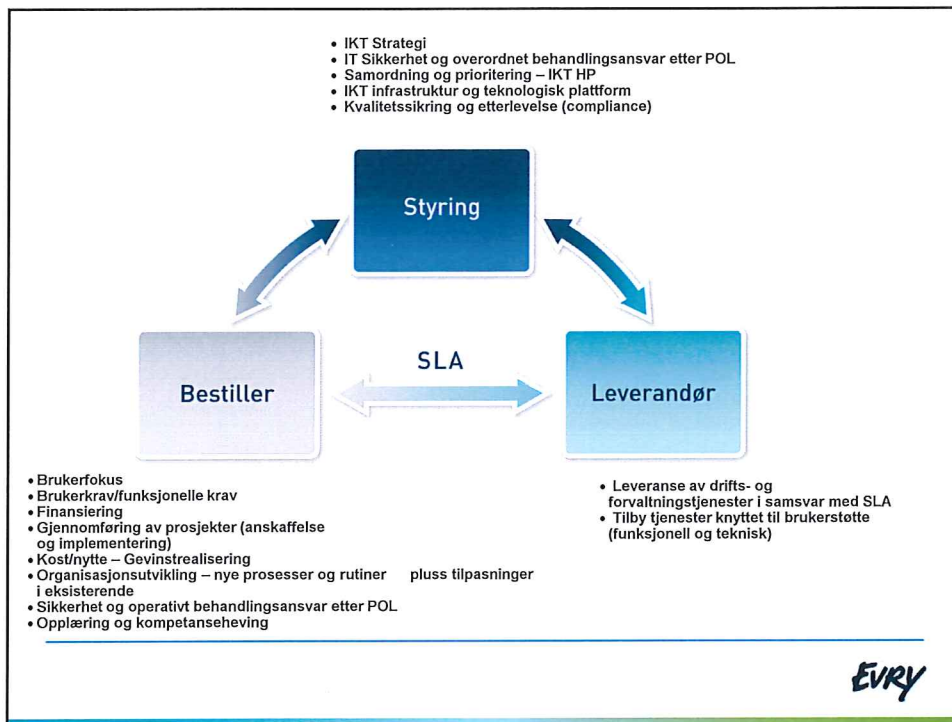 • IKT Strategi
• IT Sikkerhet og overordnet behandlingsansvar etter POL
• Samordning og prioritering – IKT HP
• IKT infrastruktur og teknologisk plattform
• Kvalitetssikring og etterlevelse (compliance)
Styring
SLA
Bestiller
Leverandør
• Brukerfokus
• Brukerkrav/funksjonelle krav
• Finansiering
• Gjennomføring av prosjekter (anskaffelse
og implementering)
• Kost/nytte – Gevinstrealisering
• Organisasjonsutvikling – nye prosesser og rutiner pluss tilpasninger
i eksisterende
• Sikkerhet og operativt behandlingsansvar etter POL
• Opplæring og kompetanseheving
• Leveranse av drifts- og
forvaltningstjenester i samsvar med SLA
• Tilby tjenester knyttet til brukerstøtte
(funksjonell og teknisk)
EVRY